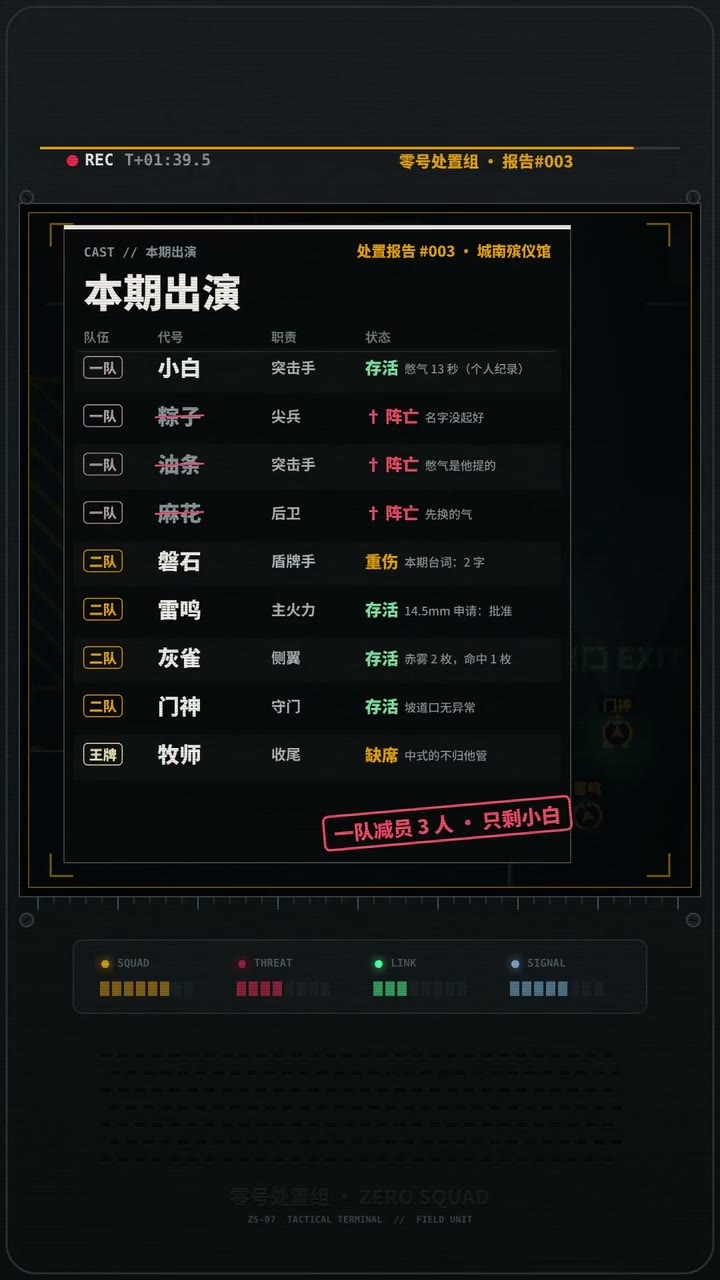 REC T+01:39.5
零号处置组 · 报告#003
CAST // 本期出演
处置报告 #003 · 城南殡仪馆
本期出演
队伍 代号 职责 状态
一队 小白 突击手 存活 憋气 13 秒（个人纪录）
一队 粽子 尖兵 † 阵亡 名字没起好
一队 油条 突击手 † 阵亡 憋气是他提的
一队 麻花 后卫 † 阵亡 先换的气
二队 磐石 盾牌手 重伤 本期台词：2 字
二队 雷鸣 主火力 存活 14.5mm 申请：批准
二队 灰雀 侧翼 存活 赤雾 2 枚，命中 1 枚
二队 门神 守门 存活 坡道口无异常
王牌 牧师 收尾 缺席 中式的不归他管
口 EXIT
门神
雷鸣
一队减员 3 人 · 只剩小白
SQUAD THREAT LINK SIGNAL
零号处置组 · ZERO SQUAD
ZS-07 TACTICAL TERMINAL // FIELD UNIT